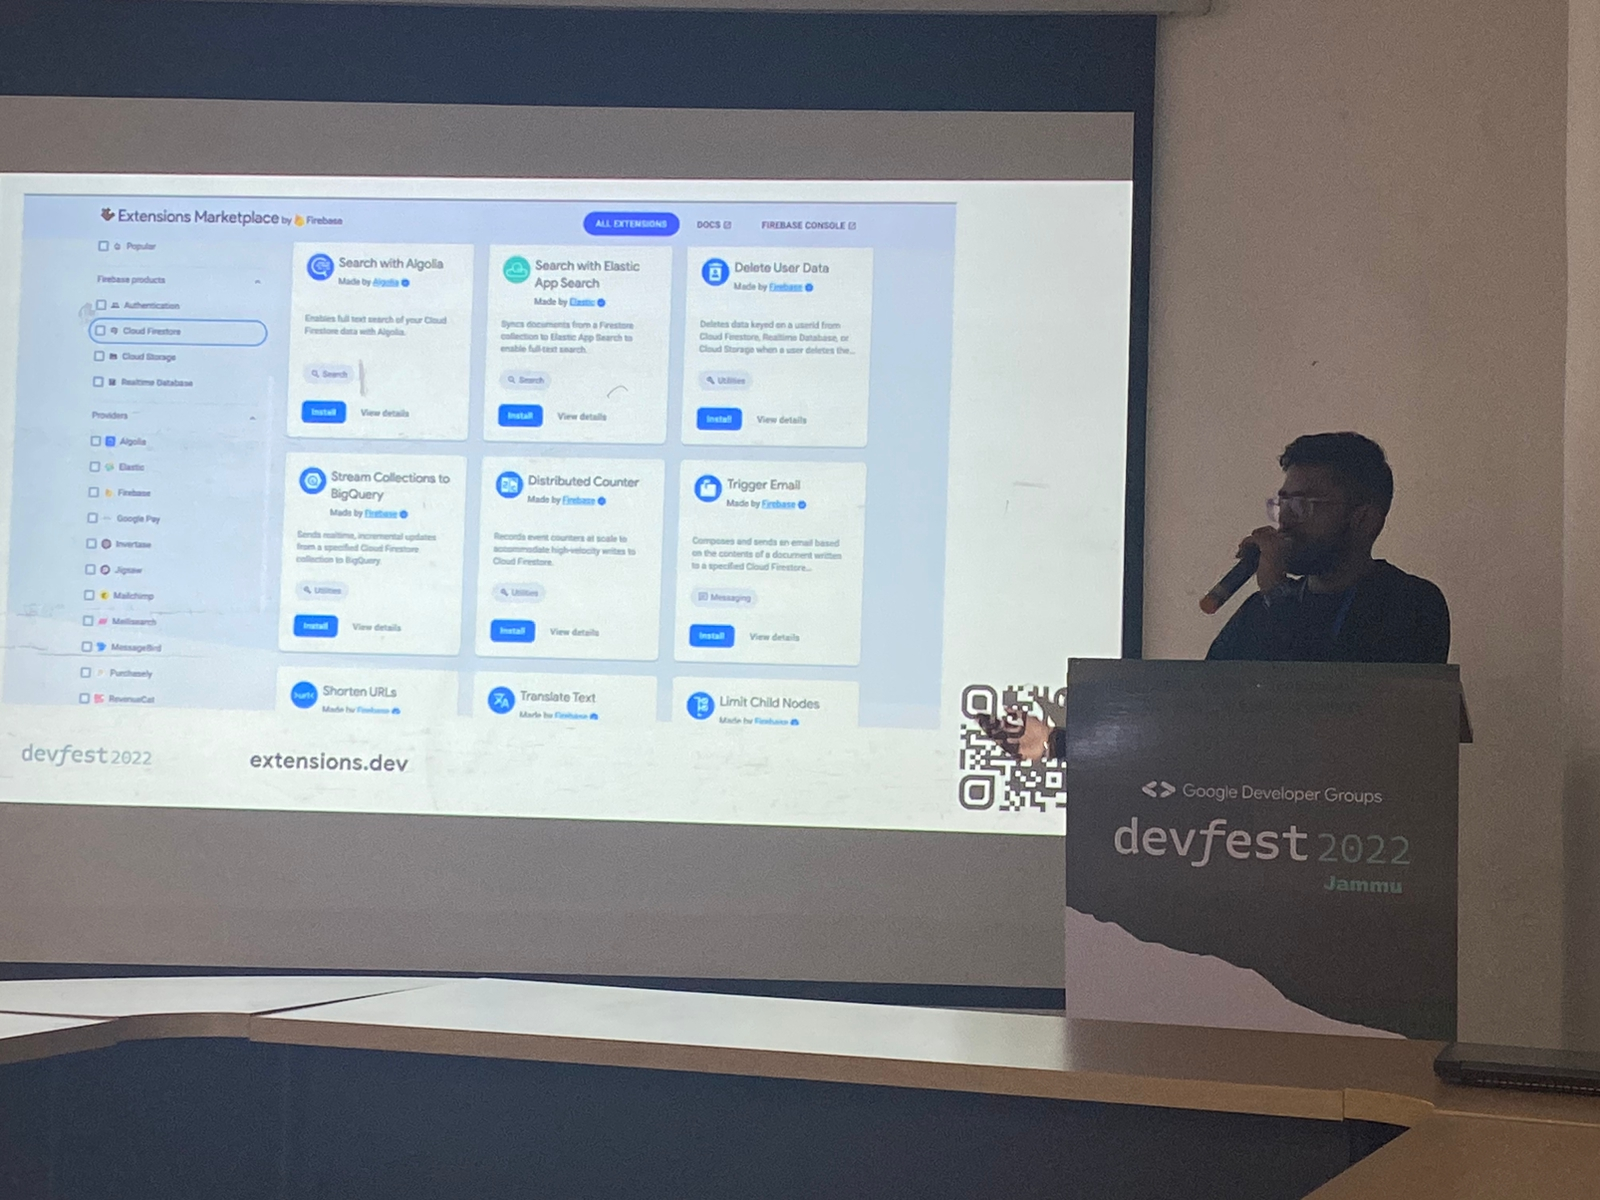 Extensions Marketplace by Firebase
ALL EXTENSIONS
DOCS
FIREBASE CONSOLE
Popular
Firebase products
Authentication
Cloud Firestore
Cloud Storage
Realtime Database
Providers
Algolia
Elastic
Firebase
Google Pay
Invertase
Jigsaw
Mailchimp
Meilisearch
MessageBird
Purchasely
RevenueCat
Search with Algolia
Made by Algolia
Enables full text search of your Cloud
Firestore data with Algolia.
Search
Install View details
Search with Elastic
App Search
Made by Elastic
Syncs documents from a Firestore
collection to Elastic App Search to
enable full-text search.
Search
Install View details
Delete User Data
Made by Firebase
Deletes data keyed on a userId from
Cloud Firestore, Realtime Database, or
Cloud Storage when a user deletes the...
Utilities
Install View details
Stream Collections to
BigQuery
Made by Firebase
Sends realtime, incremental updates
from a specified Cloud Firestore
collection to BigQuery.
Utilities
Install View details
Distributed Counter
Made by Firebase
Records event counters at scale to
accommodate high-velocity writes to
Cloud Firestore.
Utilities
Install View details
Trigger Email
Made by Firebase
Composes and sends an email based
on the contents of a document written
to a specified Cloud Firestore...
Messaging
Install View details
Shorten URLs
Made by Firebase
Translate Text
Made by Firebase
Limit Child Nodes
Made by Firebase
devfest 2022
extensions.dev
<> Google Developer Groups
devfest 2022
Jammu